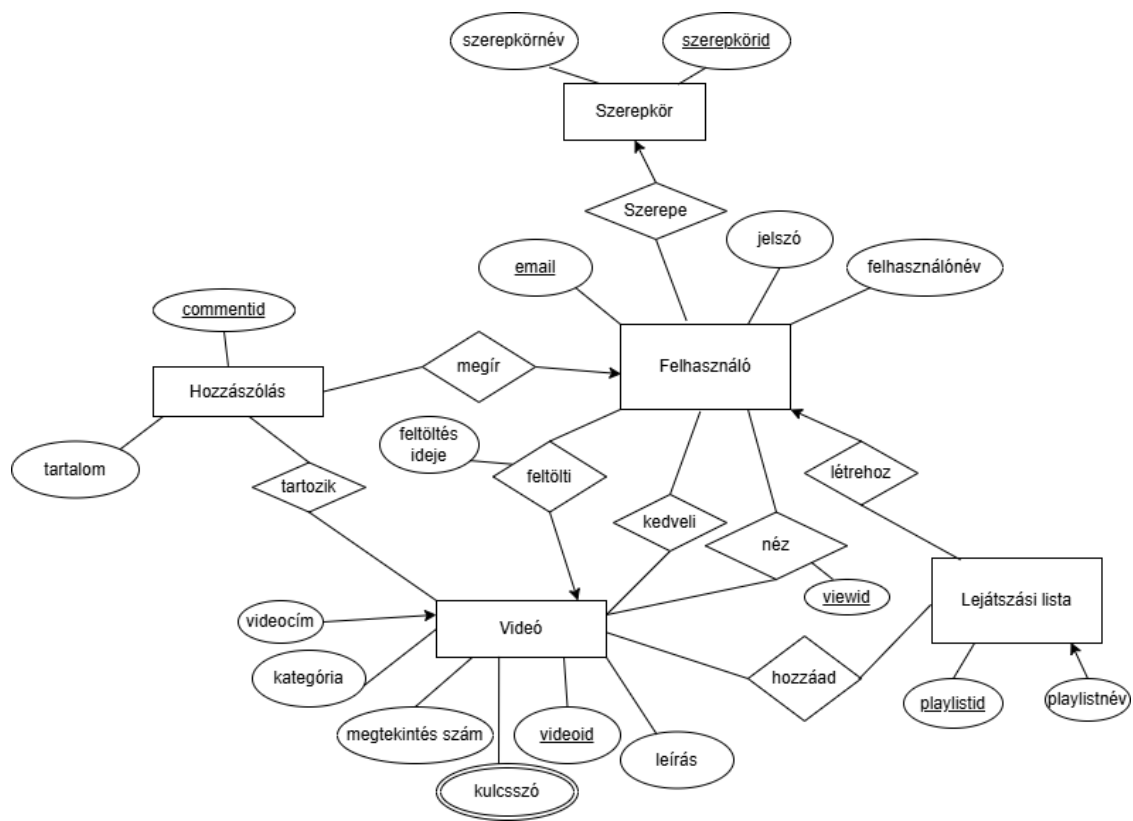 szerepkörnév
szerepkörid
Szerepkör
Szerepe
jelszó
email
felhasználónév
commentid
megír
Felhasználó
Hozzászólás
feltöltés
ideje
tartalom
tartozik
feltölti
létrehoz
kedveli
néz
viewid
Lejátszási lista
videocím
Videó
kategória
hozzáad
playlistid
playlistnév
megtekintés szám
videoid
leírás
kulcsszó